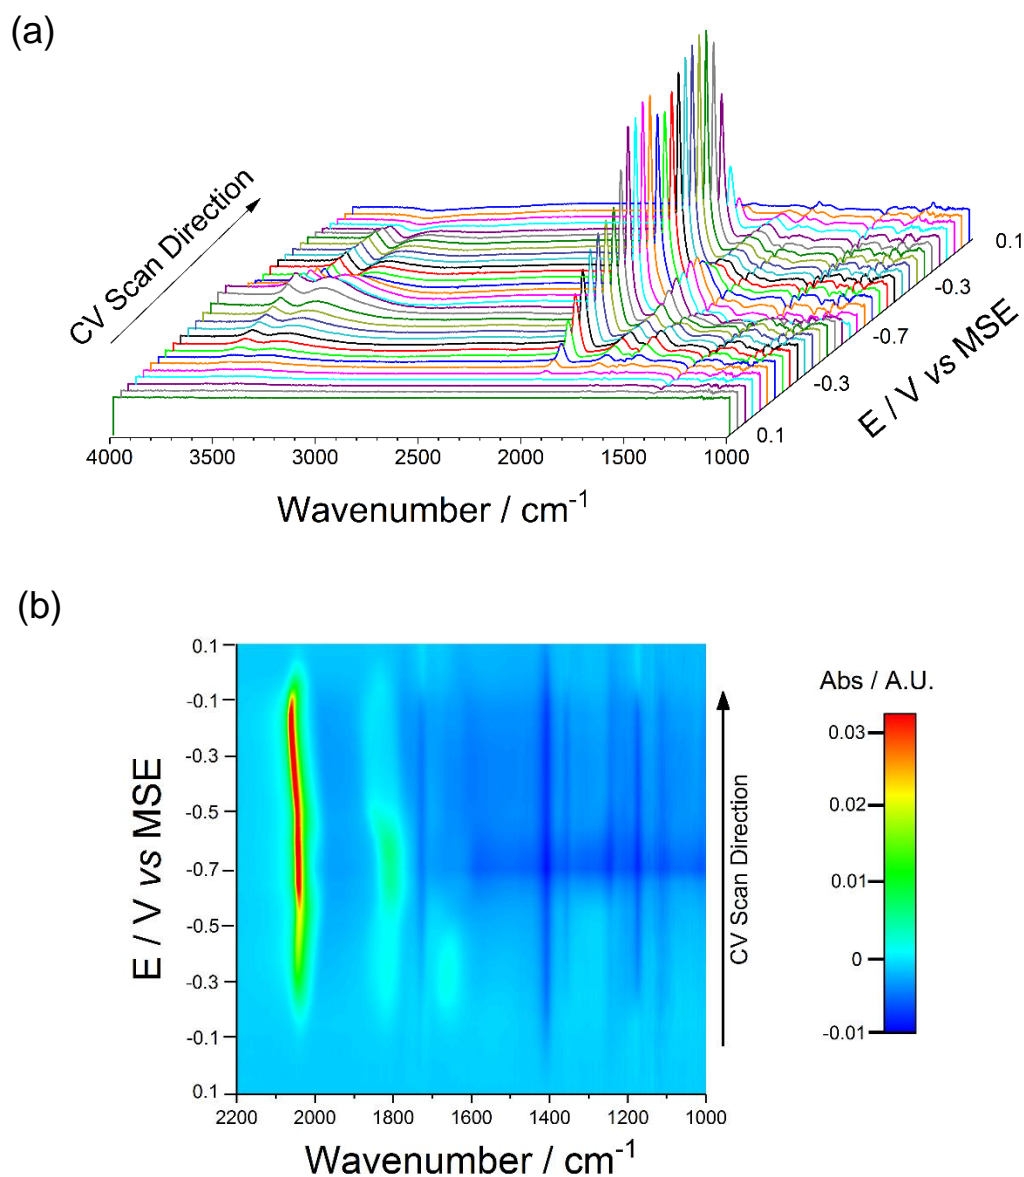 (a)
CV Scan Direction
0.1
-0.3
-0.7
-0.3
0.1
E / V vs MSE
4000 3500 3000 2500 2000 1500 1000
Wavenumber / cm⁻¹
(b)
0.1
-0.1
-0.3
-0.5
-0.7
-0.5
-0.3
-0.1
0.1
E / V vs MSE
2200 2000 1800 1600 1400 1200 1000
Wavenumber / cm⁻¹
CV Scan Direction
Abs / A.U.
0.03
0.02
0.01
0
-0.01